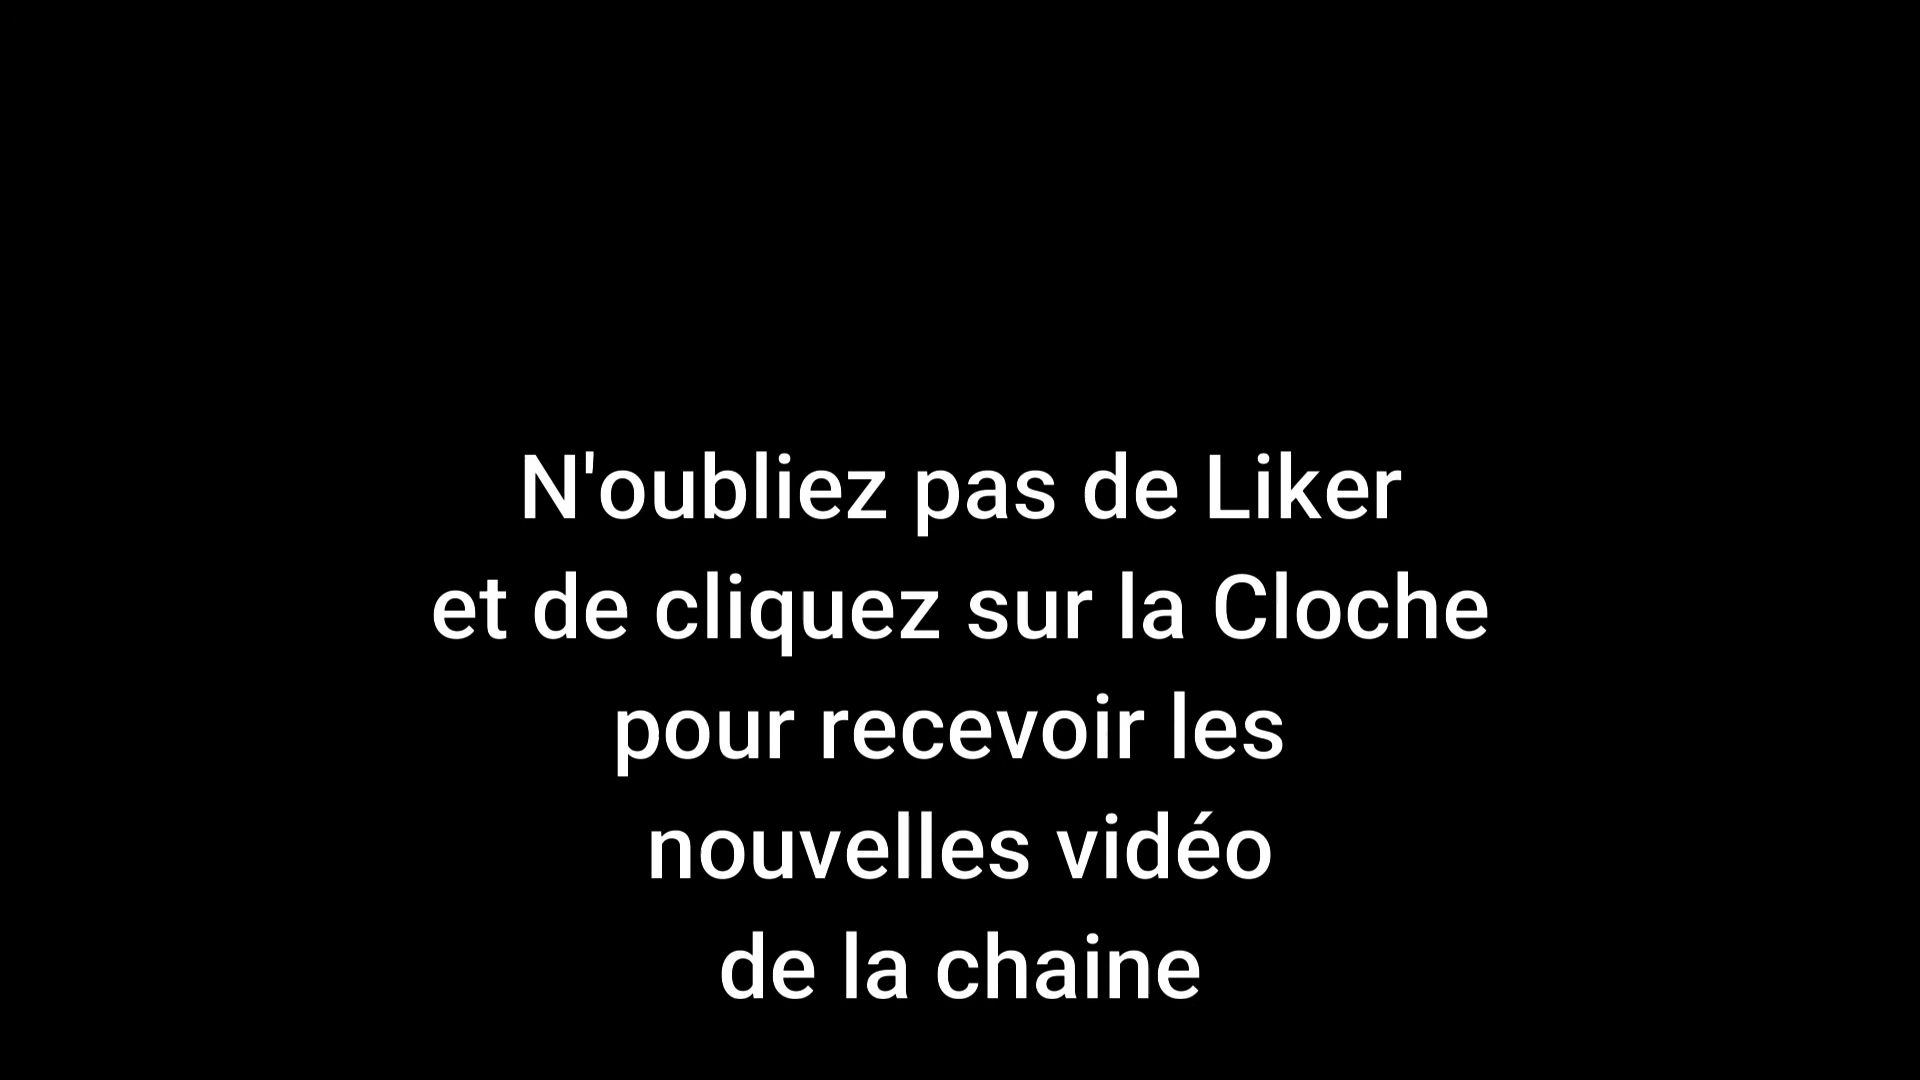 N'oubliez pas de Liker
et de cliquez sur la Cloche
pour recevoir les
nouvelles vidéo
de la chaine